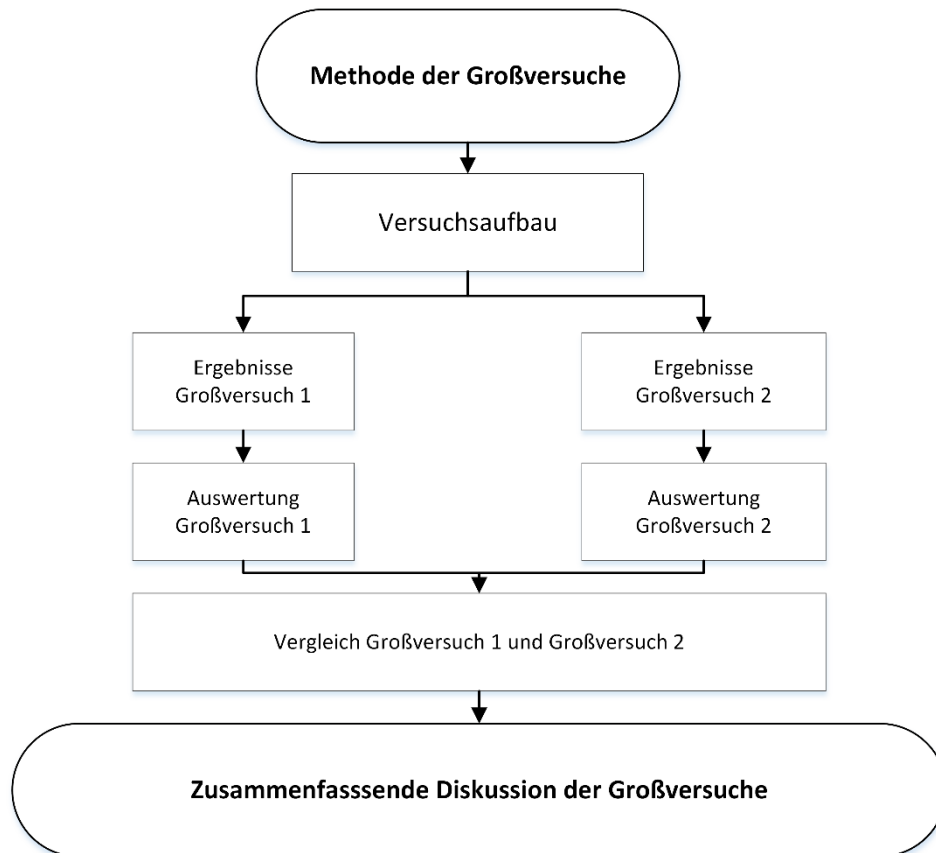 Methode der Großversuche
Versuchsaufbau
Ergebnisse
Großversuch 1
Ergebnisse
Großversuch 2
Auswertung
Großversuch 1
Auswertung
Großversuch 2
Vergleich Großversuch 1 und Großversuch 2
Zusammenfasssende Diskussion der Großversuche